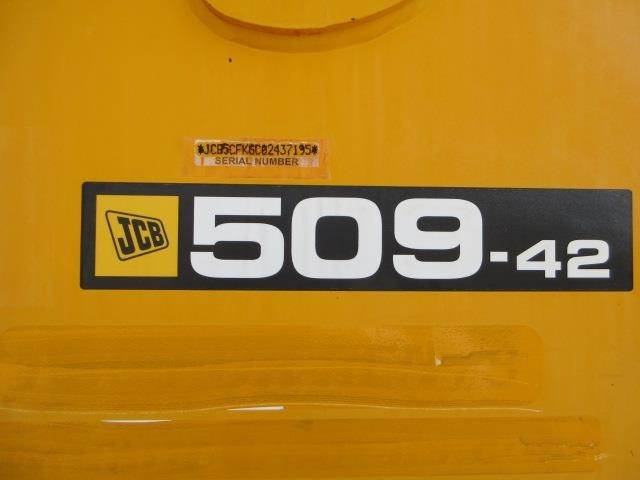 *JCB5CFK6C02437195*
SERIAL NUMBER
JCB 509-42